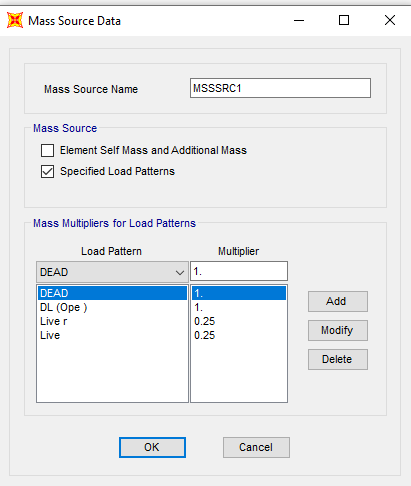 Mass Source Data
Mass Source Name MSSSRC1
Mass Source
Element Self Mass and Additional Mass
Specified Load Patterns
Mass Multipliers for Load Patterns
Load Pattern Multiplier
DEAD 1.
DEAD 1.
DL (Ope ) 1.
Live r 0.25
Live 0.25
Add
Modify
Delete
OK Cancel